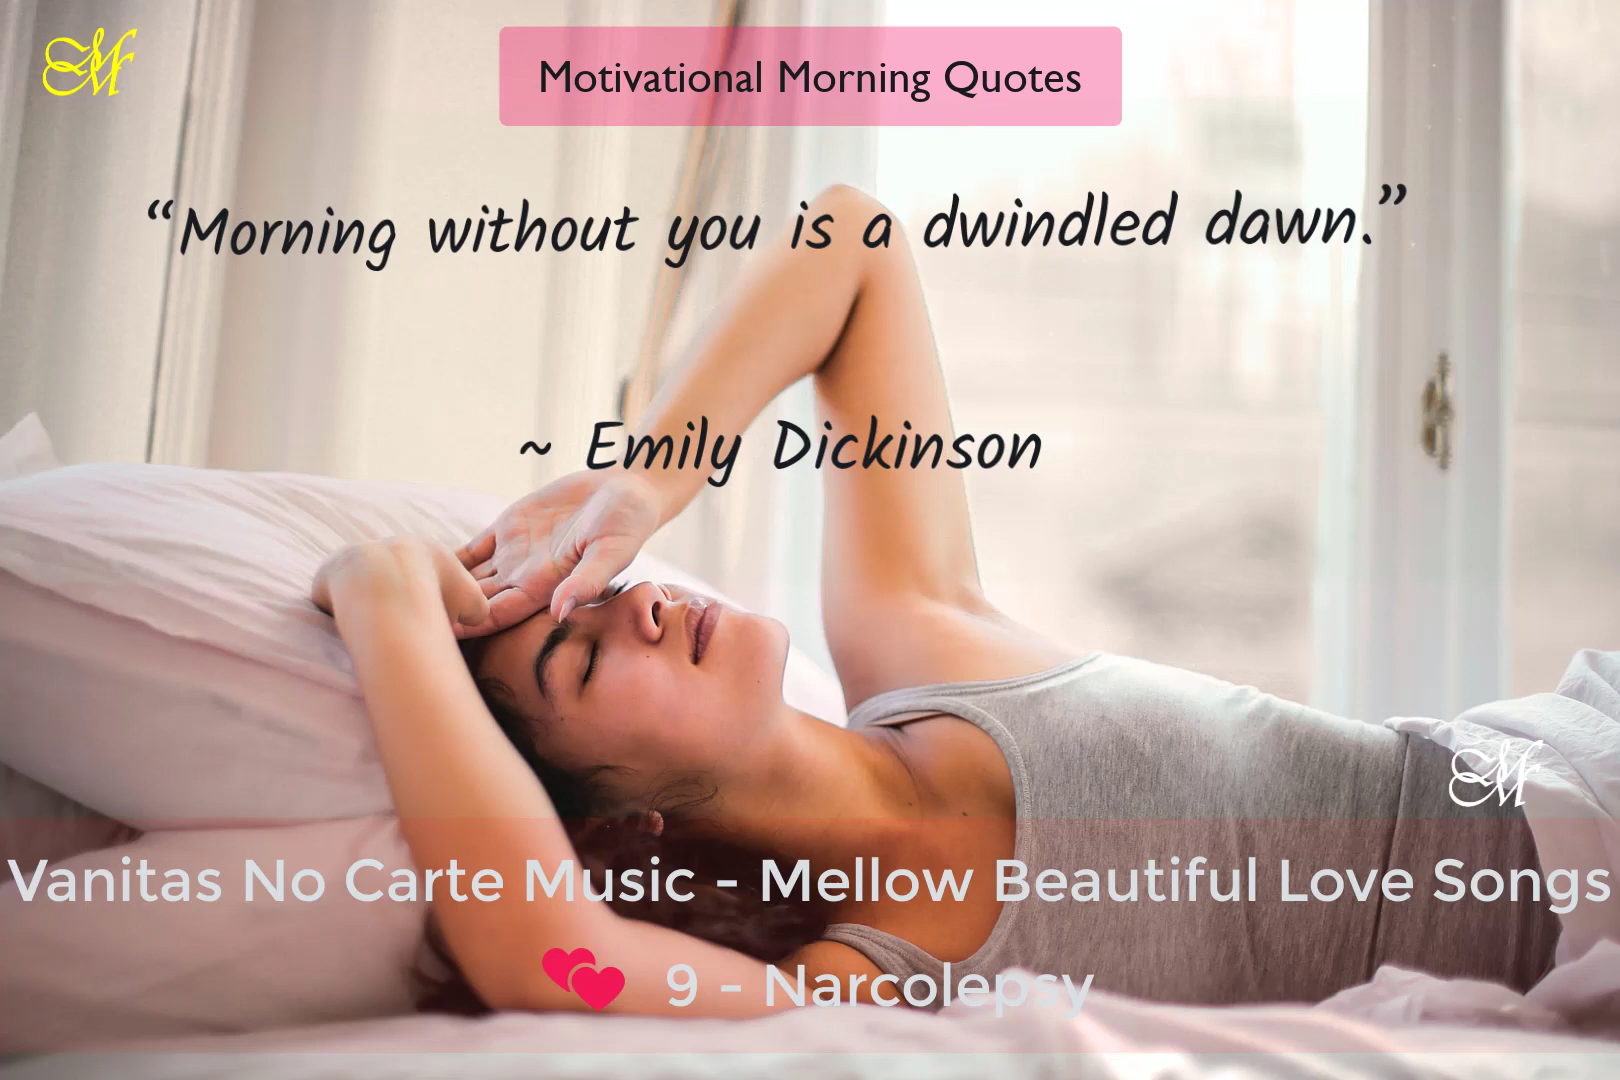 M
Motivational Morning Quotes
“Morning without you is a dwindled dawn.”
~ Emily Dickinson
M
Vanitas No Carte Music - Mellow Beautiful Love Songs
9 - Narcolepsy